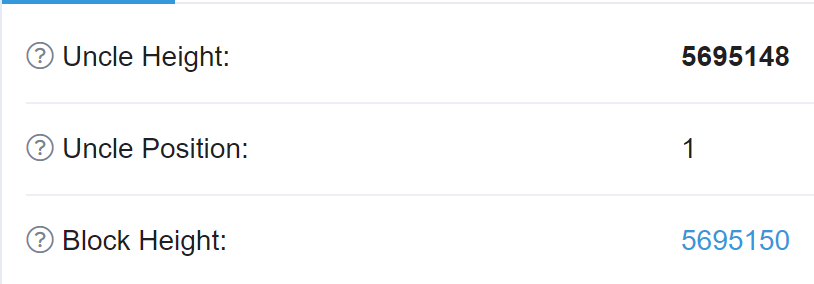 Uncle Height: 5695148
Uncle Position: 1
Block Height: 5695150